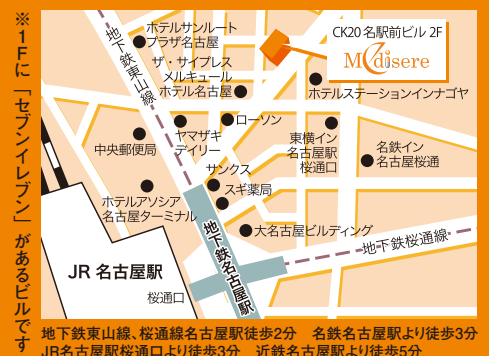 ※1Fに「セブンイレブン」があるビルです
ホテルサンルート
プラザ名古屋
CK20 名駅前ビル 2F
Medisere
地下鉄東山線
ザ・サイプレス
メルキュール
ホテル名古屋
ホテルステーションインナゴヤ
ローソン
ヤマザキ
デイリー
中央郵便局
東横イン
名古屋駅
桜通口
名鉄イン
名古屋桜通
サンクス
スギ薬局
ホテルアソシア
名古屋ターミナル
大名古屋ビルディング
地下鉄名古屋駅
地下鉄桜通線
JR 名古屋駅
桜通口
地下鉄東山線、桜通線名古屋駅徒歩2分 名鉄名古屋駅より徒歩3分
JR名古屋駅桜通口より徒歩3分 近鉄名古屋駅より徒歩5分